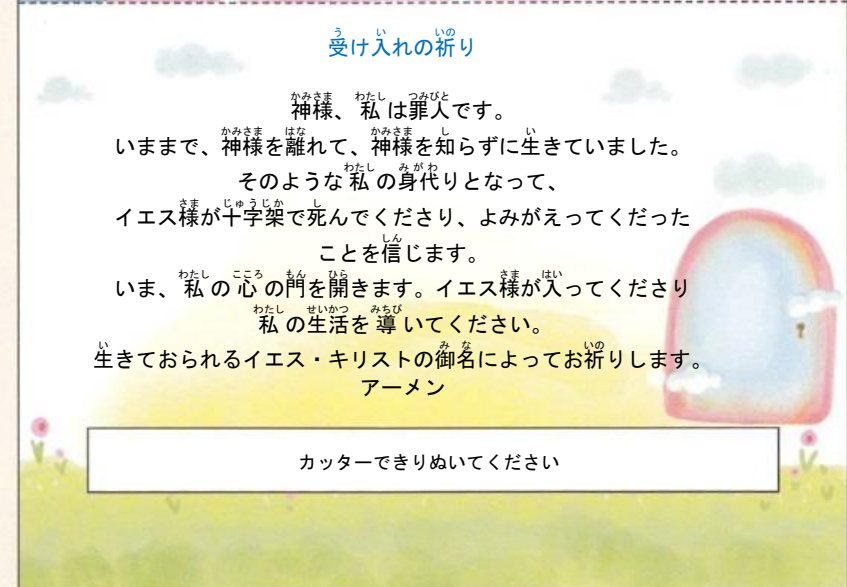 受け入れの祈り
神様、私は罪人です。
いままで、神様を離れて、神様を知らずに生きていました。
そのような私の身代りとなって、
イエス様が十字架で死んでくださり、よみがえってくだった
ことを信じます。
いま、私の心の門を開きます。イエス様が入ってくださり
私の生活を導いてください。
生きておられるイエス・キリストの御名によってお祈りします。
アーメン
カッターできりぬいてください